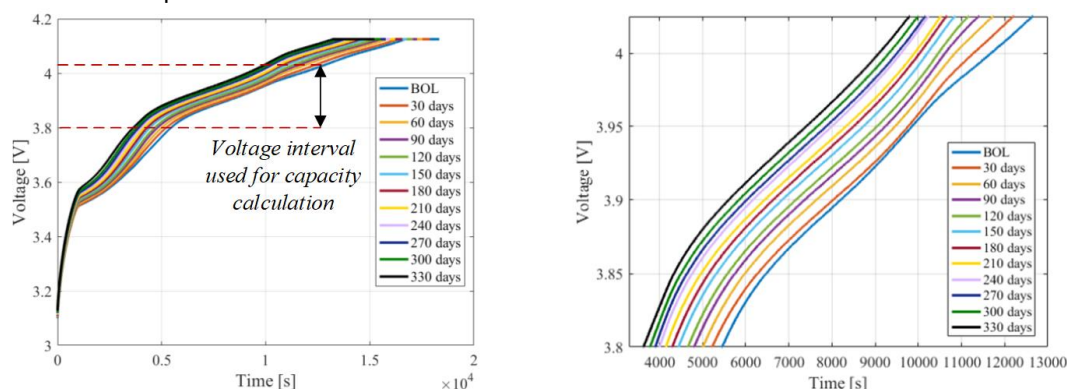 4.2
4
3.8
3.6
3.4
3.2
3
Voltage [V]
0
0.5
1
1.5
2
Time [s]
×10⁴
Voltage interval
used for capacity
calculation
BOL
30 days
60 days
90 days
120 days
150 days
180 days
210 days
240 days
270 days
300 days
330 days
4
3.95
3.9
3.85
3.8
Voltage [V]
4000 5000 6000 7000 8000 9000 10000 11000 12000 13000
Time [s]
BOL
30 days
60 days
90 days
120 days
150 days
180 days
210 days
240 days
270 days
300 days
330 days